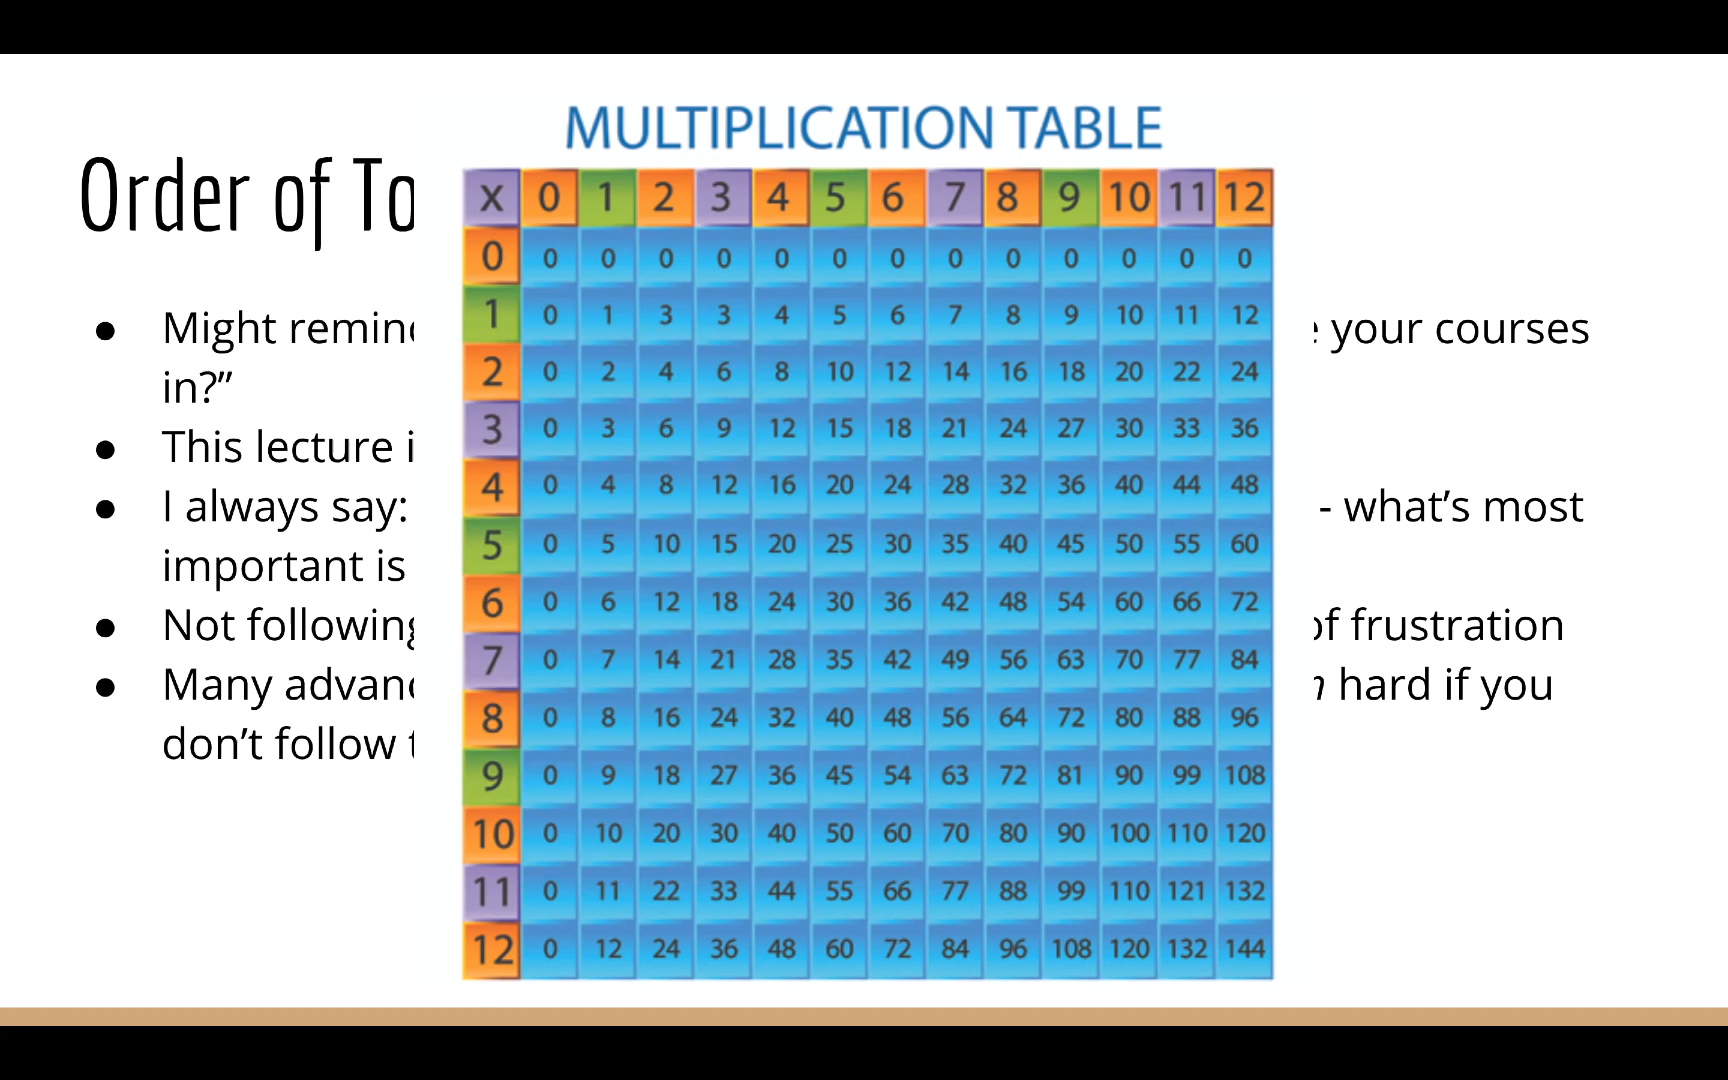 MULTIPLICATION TABLE
Order of To
X 0 1 2 3 4 5 6 7 8 9 10 11 12
0 0 0 0 0 0 0 0 0 0 0 0 0 0
1 0 1 3 3 4 5 6 7 8 9 10 11 12
2 0 2 4 6 8 10 12 14 16 18 20 22 24
3 0 3 6 9 12 15 18 21 24 27 30 33 36
4 0 4 8 12 16 20 24 28 32 36 40 44 48
5 0 5 10 15 20 25 30 35 40 45 50 55 60
6 0 6 12 18 24 30 36 42 48 54 60 66 72
7 0 7 14 21 28 35 42 49 56 63 70 77 84
8 0 8 16 24 32 40 48 56 64 72 80 88 96
9 0 9 18 27 36 45 54 63 72 81 90 99 108
10 0 10 20 30 40 50 60 70 80 90 100 110 120
11 0 11 22 33 44 55 66 77 88 99 110 121 132
12 0 12 24 36 48 60 72 84 96 108 120 132 144
● Might remind your courses
in?”
● This lecture i
● I always say: - what’s most
important is
● Not following of frustration
● Many advanc hard if you
don’t follow